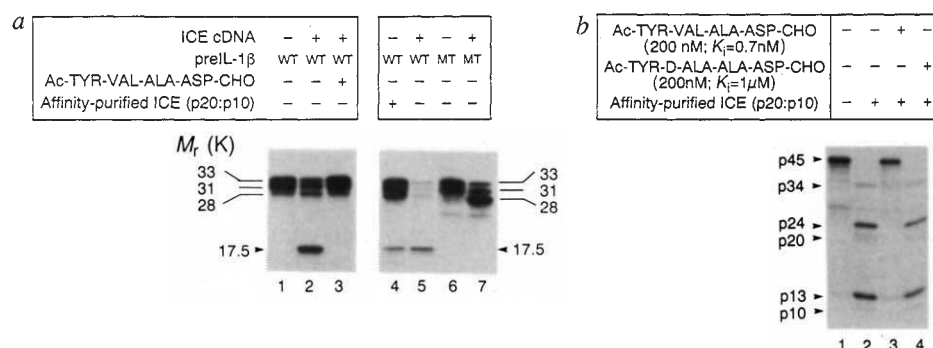 a
ICE cDNA – + +
preIL-1β WT WT WT
Ac-TYR-VAL-ALA-ASP-CHO – – +
Affinity-purified ICE (p20:p10) – – –
– + – +
WT WT MT MT
– – – –
+ – – –
Mr (K)
33
31
28
17.5
1 2 3
33
31
28
17.5
4 5 6 7
b
Ac-TYR-VAL-ALA-ASP-CHO – – + –
(200 nM; Ki=0.7nM)
Ac-TYR-D-ALA-ALA-ASP-CHO – – – +
(200nM; Ki=1μM)
Affinity-purified ICE (p20:p10) – + + +
p45
p34
p24
p20
p13
p10
1 2 3 4